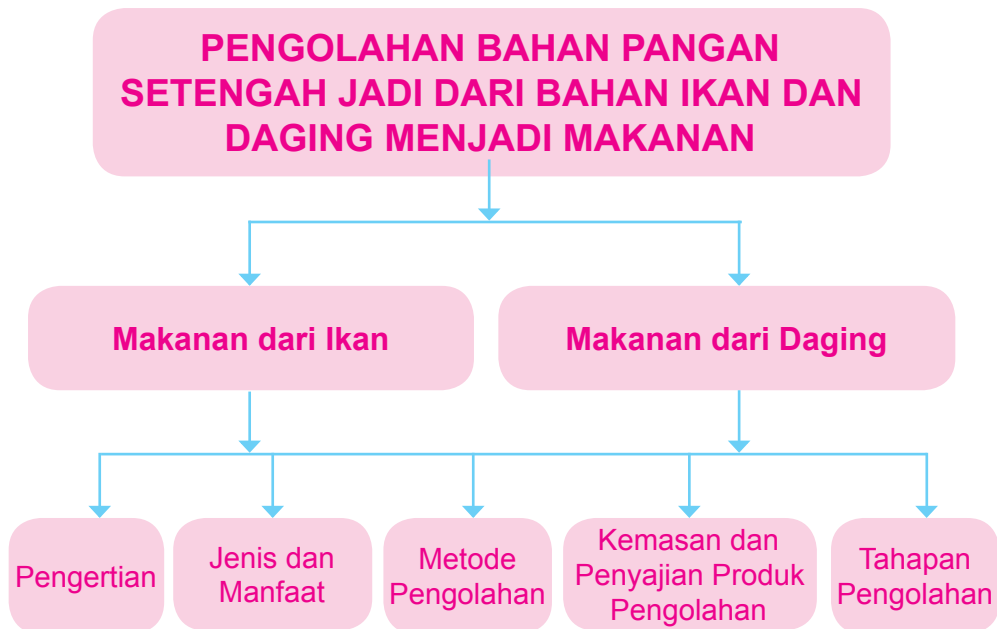 PENGOLAHAN BAHAN PANGAN
SETENGAH JADI DARI BAHAN IKAN DAN
DAGING MENJADI MAKANAN
Makanan dari Ikan
Makanan dari Daging
Pengertian
Jenis dan
Manfaat
Metode
Pengolahan
Kemasan dan
Penyajian Produk
Pengolahan
Tahapan
Pengolahan